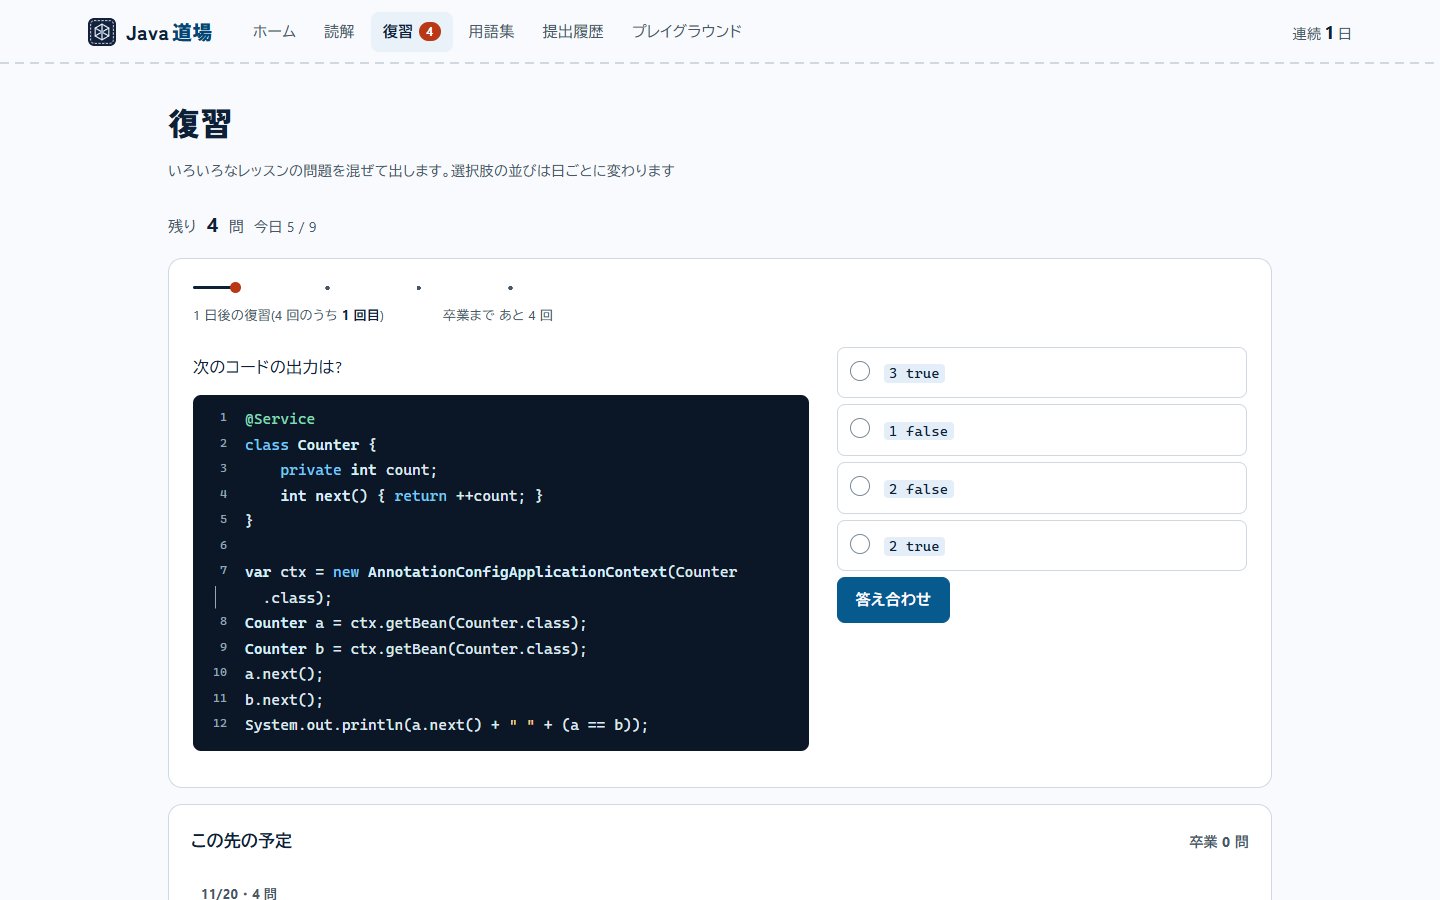 Java 道場 ホーム 読解 復習 4 用語集 提出履歴 プレイグラウンド 連続 1 日
復習
いろいろなレッスンの問題を混ぜて出します。選択肢の並びは日ごとに変わります
残り 4 問 今日 5 / 9
1 日後の復習(4 回のうち 1 回目) 卒業まで あと 4 回
次のコードの出力は?
1 @Service
2 class Counter {
3     private int count;
4     int next() { return ++count; }
5 }
6
7 var ctx = new AnnotationConfigApplicationContext(Counter
.class);
8 Counter a = ctx.getBean(Counter.class);
9 Counter b = ctx.getBean(Counter.class);
10 a.next();
11 b.next();
12 System.out.println(a.next() + " " + (a == b));
3 true
1 false
2 false
2 true
答え合わせ
この先の予定 卒業 0 問
11/20・4 問